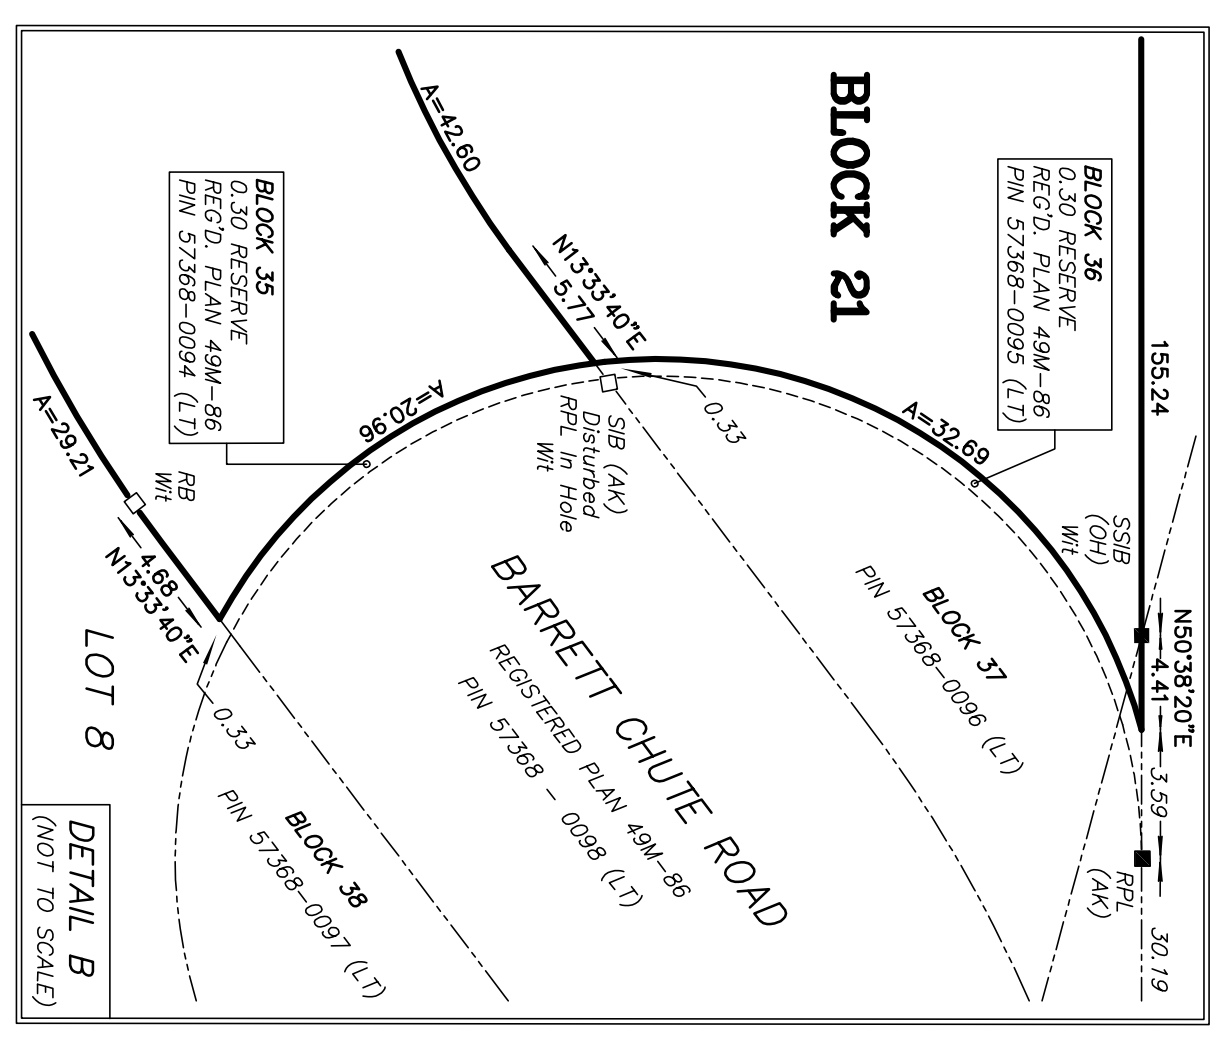 BLOCK 21
155.24
BLOCK 36
0.30 RESERVE
REG'D. PLAN 49M-86
PIN 57368-0095 (LT)
A=42.60
N13°33'40"E
5.77
BLOCK 35
0.30 RESERVE
REG'D. PLAN 49M-86
PIN 57368-0094 (LT)
A=32.69
A=20.96
0.33
SIB (AK)
Disturbed
RPL In Hole
Wit
A=29.21
RB
Wit
SSIB
(OH)
Wit
N50°38'20"E
4.41
3.59
30.19
RPL
(AK)
4.68
N13°33'40"E
BLOCK 37
PIN 57368-0096 (LT)
BARRETT CHUTE ROAD
REGISTERED PLAN 49M-86
PIN 57368 - 0098 (LT)
LOT 8
0.33
BLOCK 38
PIN 57368-0097 (LT)
DETAIL B
(NOT TO SCALE)